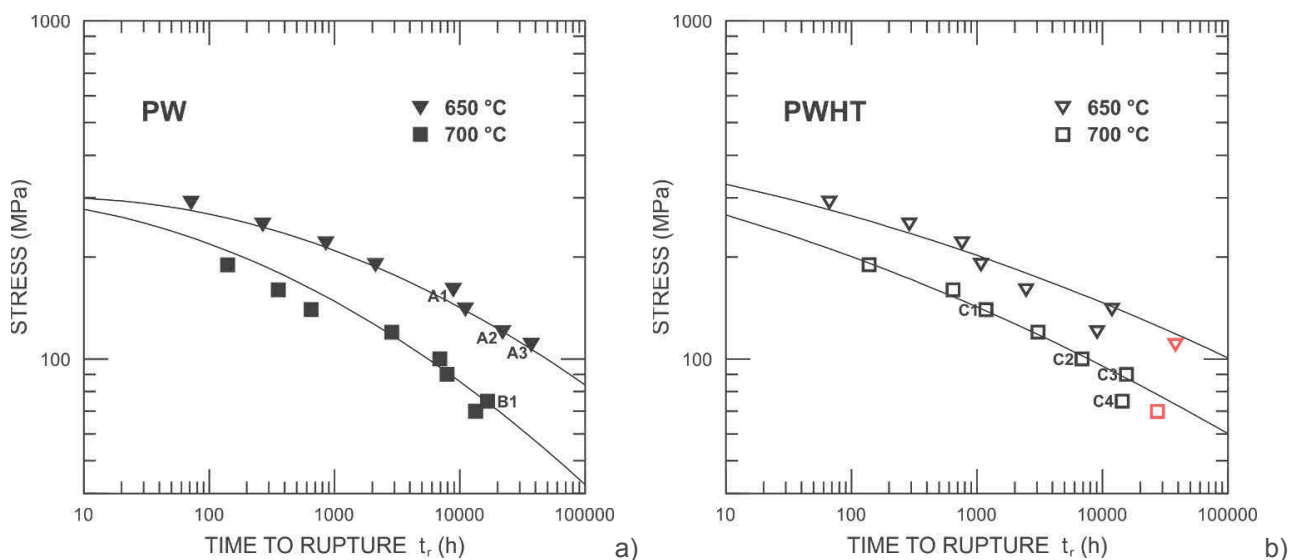 1000
PW
650 °C
700 °C
STRESS (MPa)
A1
A2
A3
100
B1
10
100
1000
10000
100000
TIME TO RUPTURE tr (h)
a)
1000
PWHT
650 °C
700 °C
STRESS (MPa)
C1
100
C2
C3
C4
10
100
1000
10000
100000
TIME TO RUPTURE tr (h)
b)